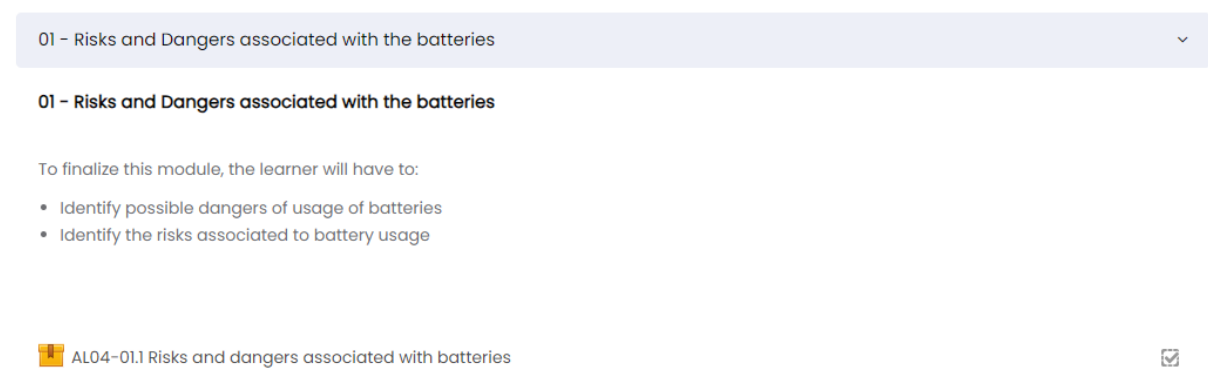 01 - Risks and Dangers associated with the batteries
01 - Risks and Dangers associated with the batteries
To finalize this module, the learner will have to:
• Identify possible dangers of usage of batteries
• Identify the risks associated to battery usage
AL04-01.1 Risks and dangers associated with batteries